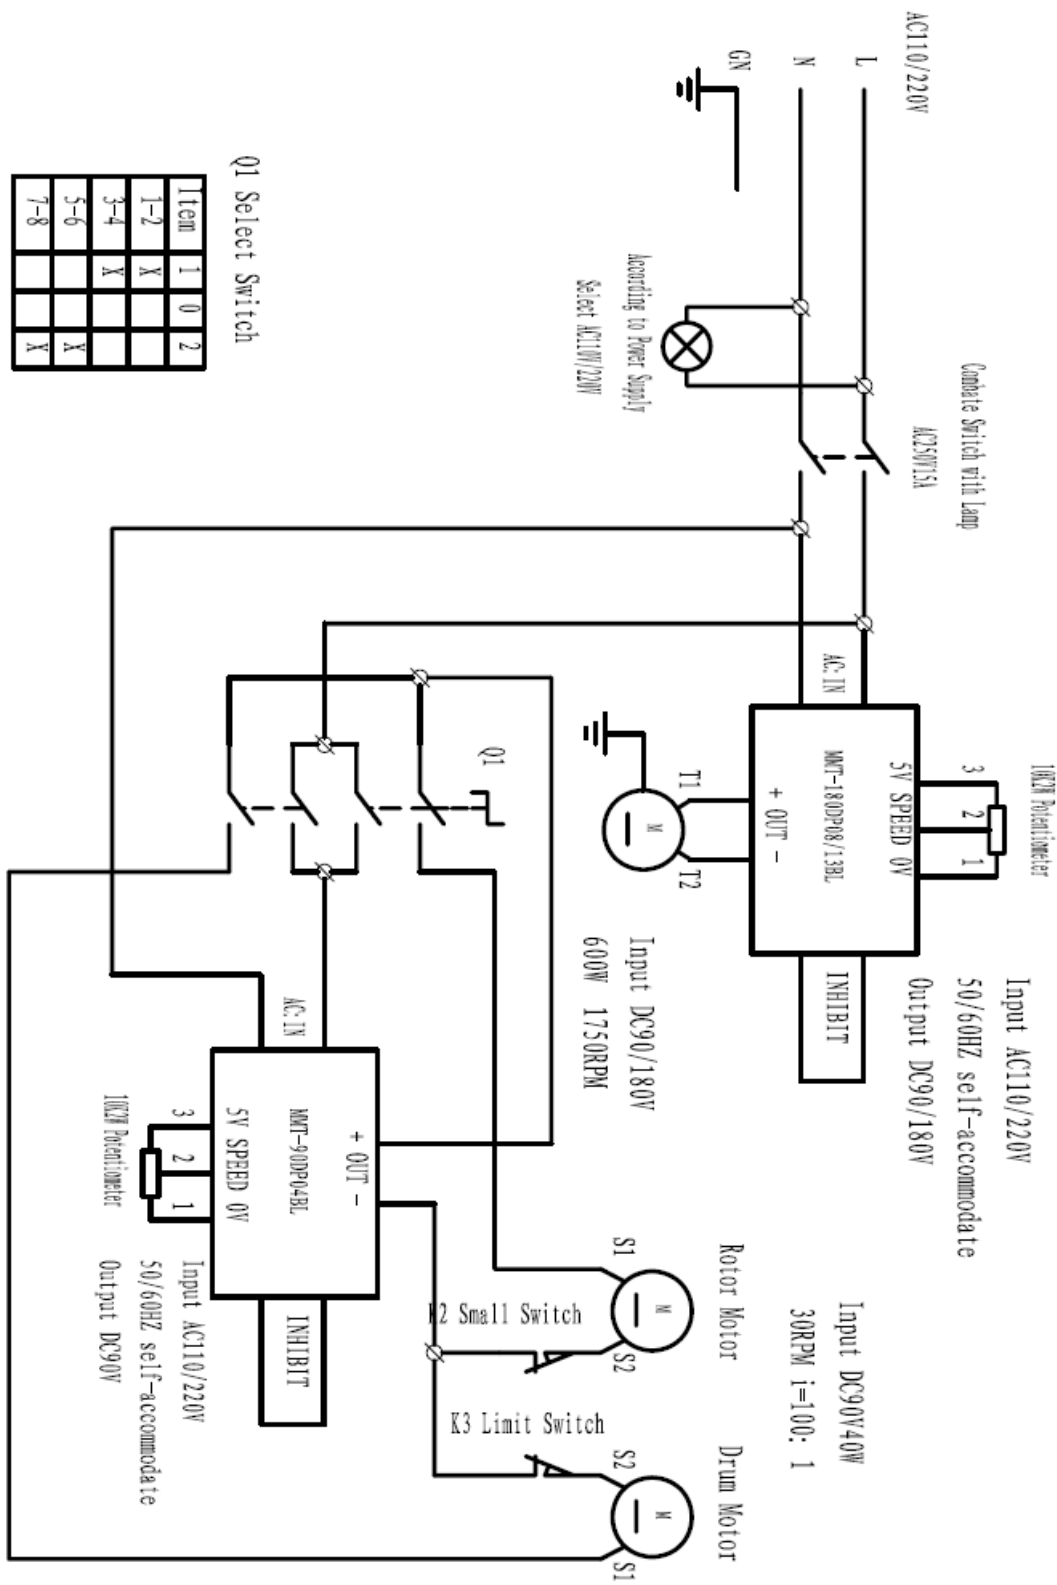 AC110/220V
L
N
GN
According to Power Supply
Select AC110V/220V
Combate Switch with Lamp
AC250V15A
AC:IN
10K2W Potentiometer
3 2 1
5V SPEED 0V
MMT-180DP08/13BL
+ OUT -
INHIBIT
Input AC110/220V
50/60HZ self-accommodate
Output DC90/180V
T1 T2
M
Input DC90/180V
600W 1750RPM
Q1 Select Switch
Item 1 0 2
1-2 X
3-4 X
5-6 X
7-8 X
Q1
AC:IN
+ OUT -
MMT-90DP04BL
5V SPEED 0V
3 2 1
10K2W Potentiometer
INHIBIT
Input AC110/220V
50/60HZ self-accommodate
Output DC90V
Input DC90V40W
30RPM i=100: 1
Rotor Motor
S1 S2
M
K2 Small Switch
K3 Limit Switch
Drum Motor
S2 S1
M